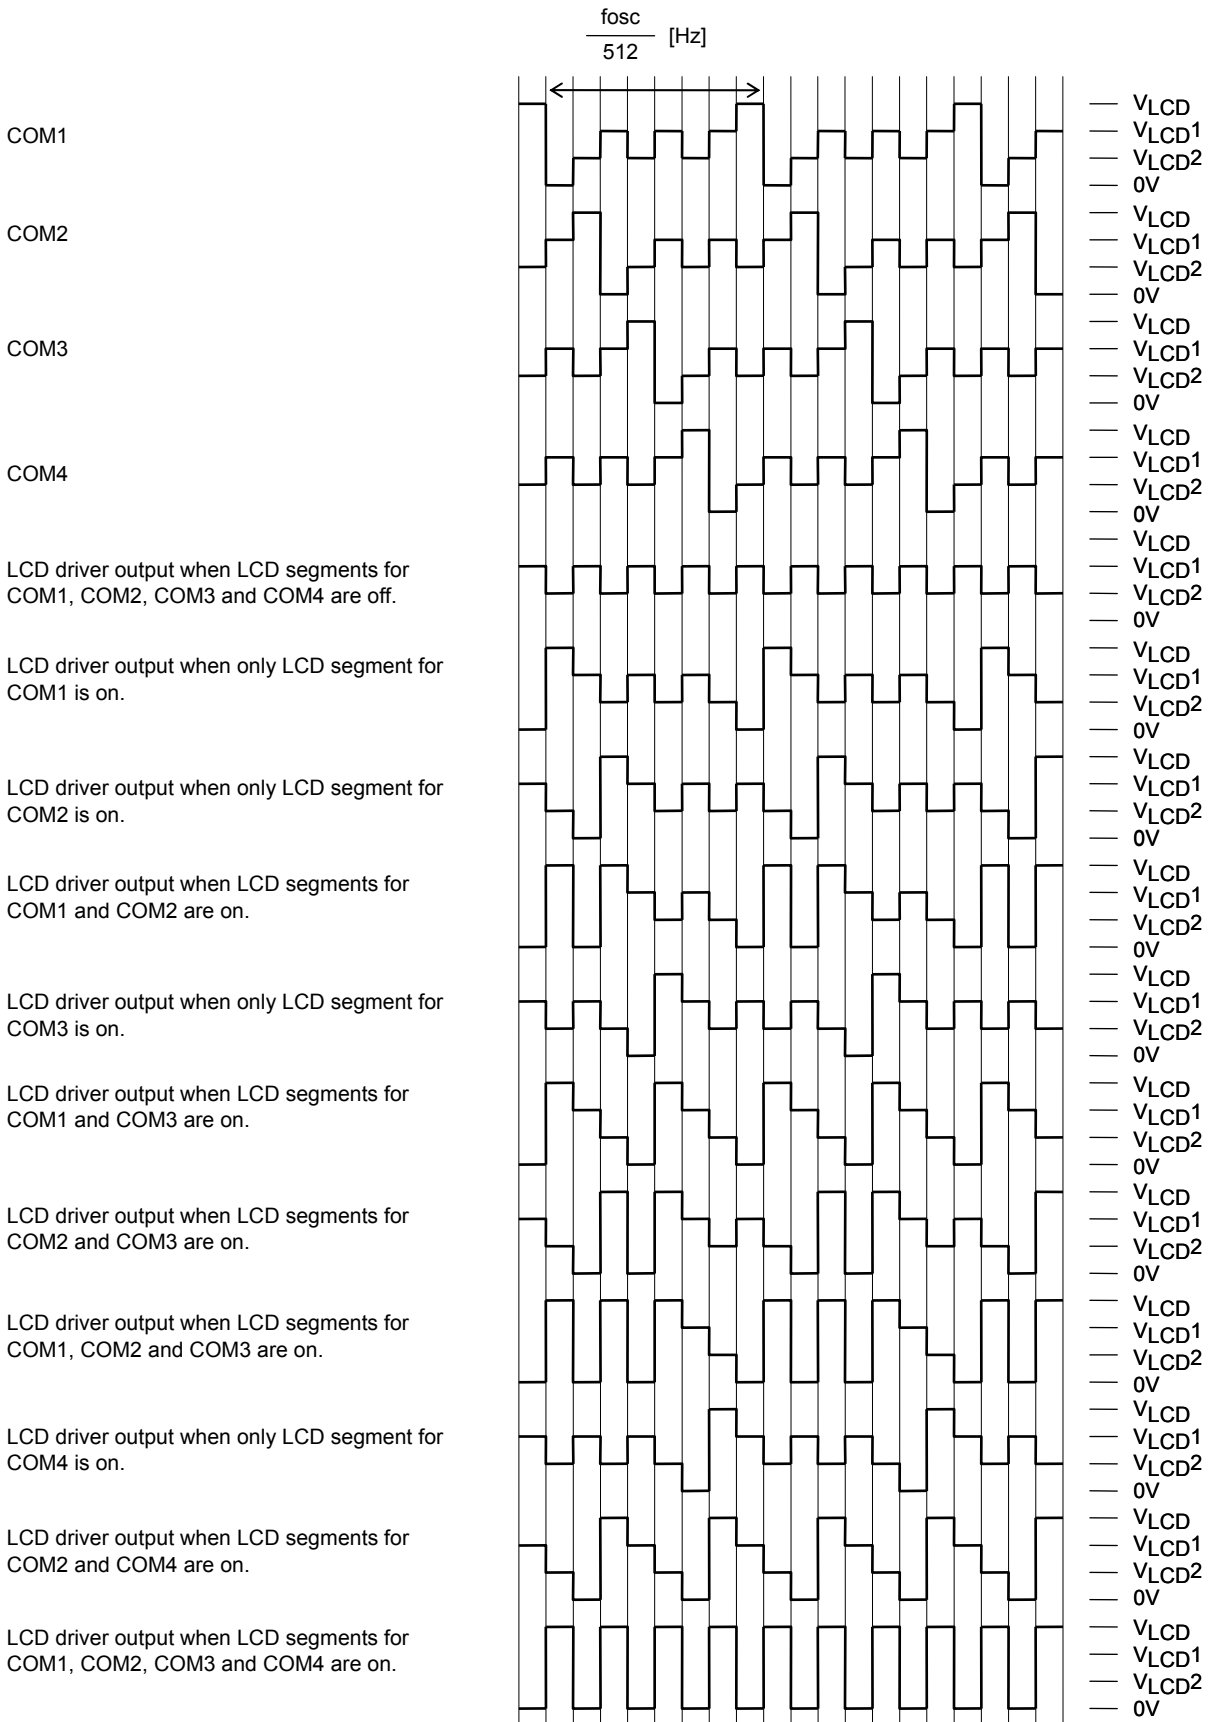 fosc
512
[Hz]
COM1
VLCD
VLCD1
VLCD2
0V
COM2
VLCD
VLCD1
VLCD2
0V
COM3
VLCD
VLCD1
VLCD2
0V
COM4
VLCD
VLCD1
VLCD2
0V
LCD driver output when LCD segments for
COM1, COM2, COM3 and COM4 are off.
VLCD
VLCD1
VLCD2
0V
LCD driver output when only LCD segment for
COM1 is on.
VLCD
VLCD1
VLCD2
0V
LCD driver output when only LCD segment for
COM2 is on.
VLCD
VLCD1
VLCD2
0V
LCD driver output when LCD segments for
COM1 and COM2 are on.
VLCD
VLCD1
VLCD2
0V
LCD driver output when only LCD segment for
COM3 is on.
VLCD
VLCD1
VLCD2
0V
LCD driver output when LCD segments for
COM1 and COM3 are on.
VLCD
VLCD1
VLCD2
0V
LCD driver output when LCD segments for
COM2 and COM3 are on.
VLCD
VLCD1
VLCD2
0V
LCD driver output when LCD segments for
COM1, COM2 and COM3 are on.
VLCD
VLCD1
VLCD2
0V
LCD driver output when only LCD segment for
COM4 is on.
VLCD
VLCD1
VLCD2
0V
LCD driver output when LCD segments for
COM2 and COM4 are on.
VLCD
VLCD1
VLCD2
0V
LCD driver output when LCD segments for
COM1, COM2, COM3 and COM4 are on.
VLCD
VLCD1
VLCD2
0V